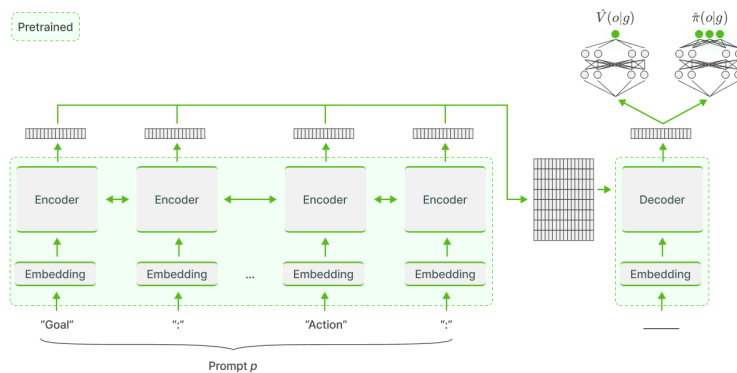 V̂(o|g) π̂(o|g)
Pretrained
Encoder Encoder Encoder Encoder Decoder
Embedding Embedding ... Embedding Embedding Embedding
“Goal” “:” “Action” “:”
Prompt p